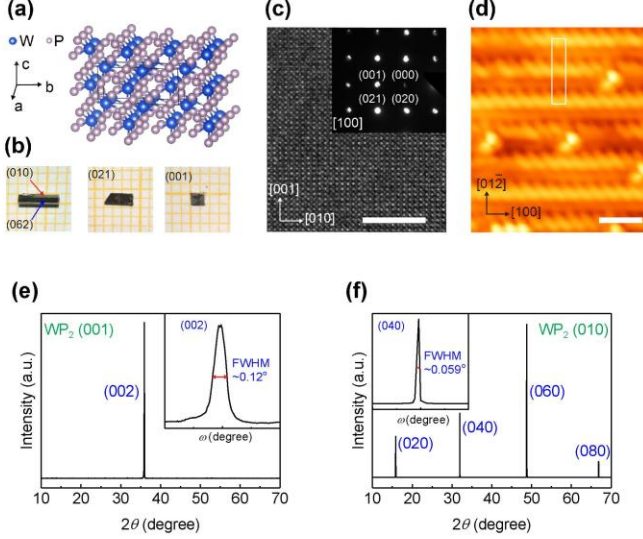 (a)
W P
c
b
a
(b)
(010)
(062)
(021)
(001)
(c)
(001) (000)
(021) (020)
[100]
[001]
[010]
(d)
[012̄]
[100]
(e)
WP₂ (001)
(002)
(002)
FWHM
~0.12°
ω (degree)
Intensity (a.u.)
10 20 30 40 50 60 70
2θ (degree)
(f)
(040)
WP₂ (010)
FWHM
~0.059°
ω (degree)
(060)
(040)
(020)
(080)
Intensity (a.u.)
10 20 30 40 50 60 70
2θ (degree)